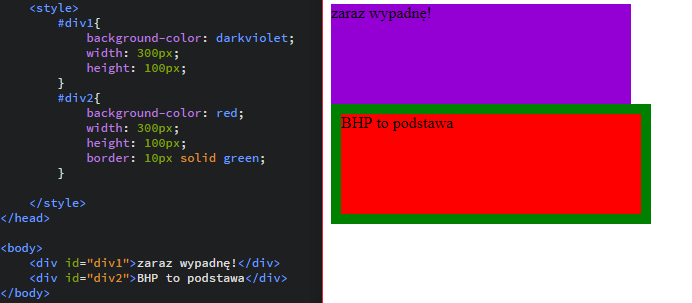 <style>
#div1{
background-color: darkviolet;
width: 300px;
height: 100px;
}
#div2{
background-color: red;
width: 300px;
height: 100px;
border: 10px solid green;
}
</style>
</head>
<body>
<div id="div1">zaraz wypadnę!</div>
<div id="div2">BHP to podstawa</div>
</body>
zaraz wypadnę!
BHP to podstawa